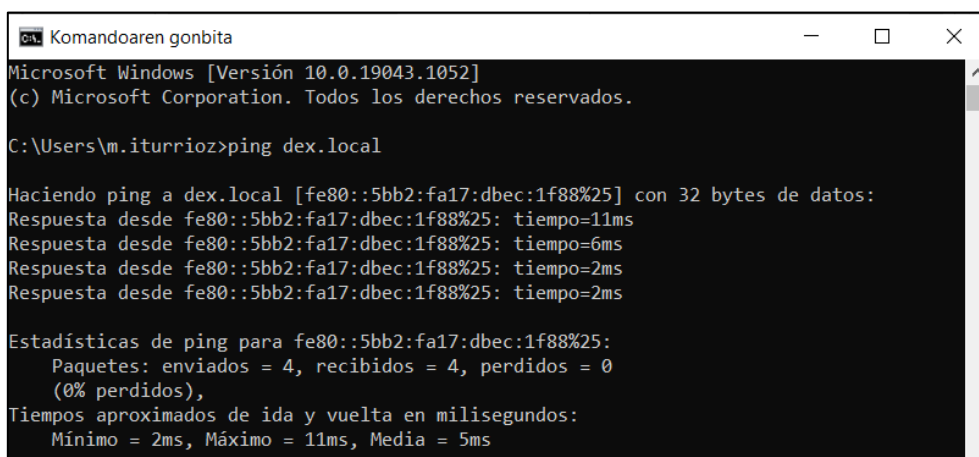 Komandoaren gonbita
Microsoft Windows [Versión 10.0.19043.1052]
(c) Microsoft Corporation. Todos los derechos reservados.
C:\Users\m.iturrioz>ping dex.local
Haciendo ping a dex.local [fe80::5bb2:fa17:dbec:1f88%25] con 32 bytes de datos:
Respuesta desde fe80::5bb2:fa17:dbec:1f88%25: tiempo=11ms
Respuesta desde fe80::5bb2:fa17:dbec:1f88%25: tiempo=6ms
Respuesta desde fe80::5bb2:fa17:dbec:1f88%25: tiempo=2ms
Respuesta desde fe80::5bb2:fa17:dbec:1f88%25: tiempo=2ms
Estadísticas de ping para fe80::5bb2:fa17:dbec:1f88%25:
Paquetes: enviados = 4, recibidos = 4, perdidos = 0
(0% perdidos),
Tiempos aproximados de ida y vuelta en milisegundos:
Mínimo = 2ms, Máximo = 11ms, Media = 5ms